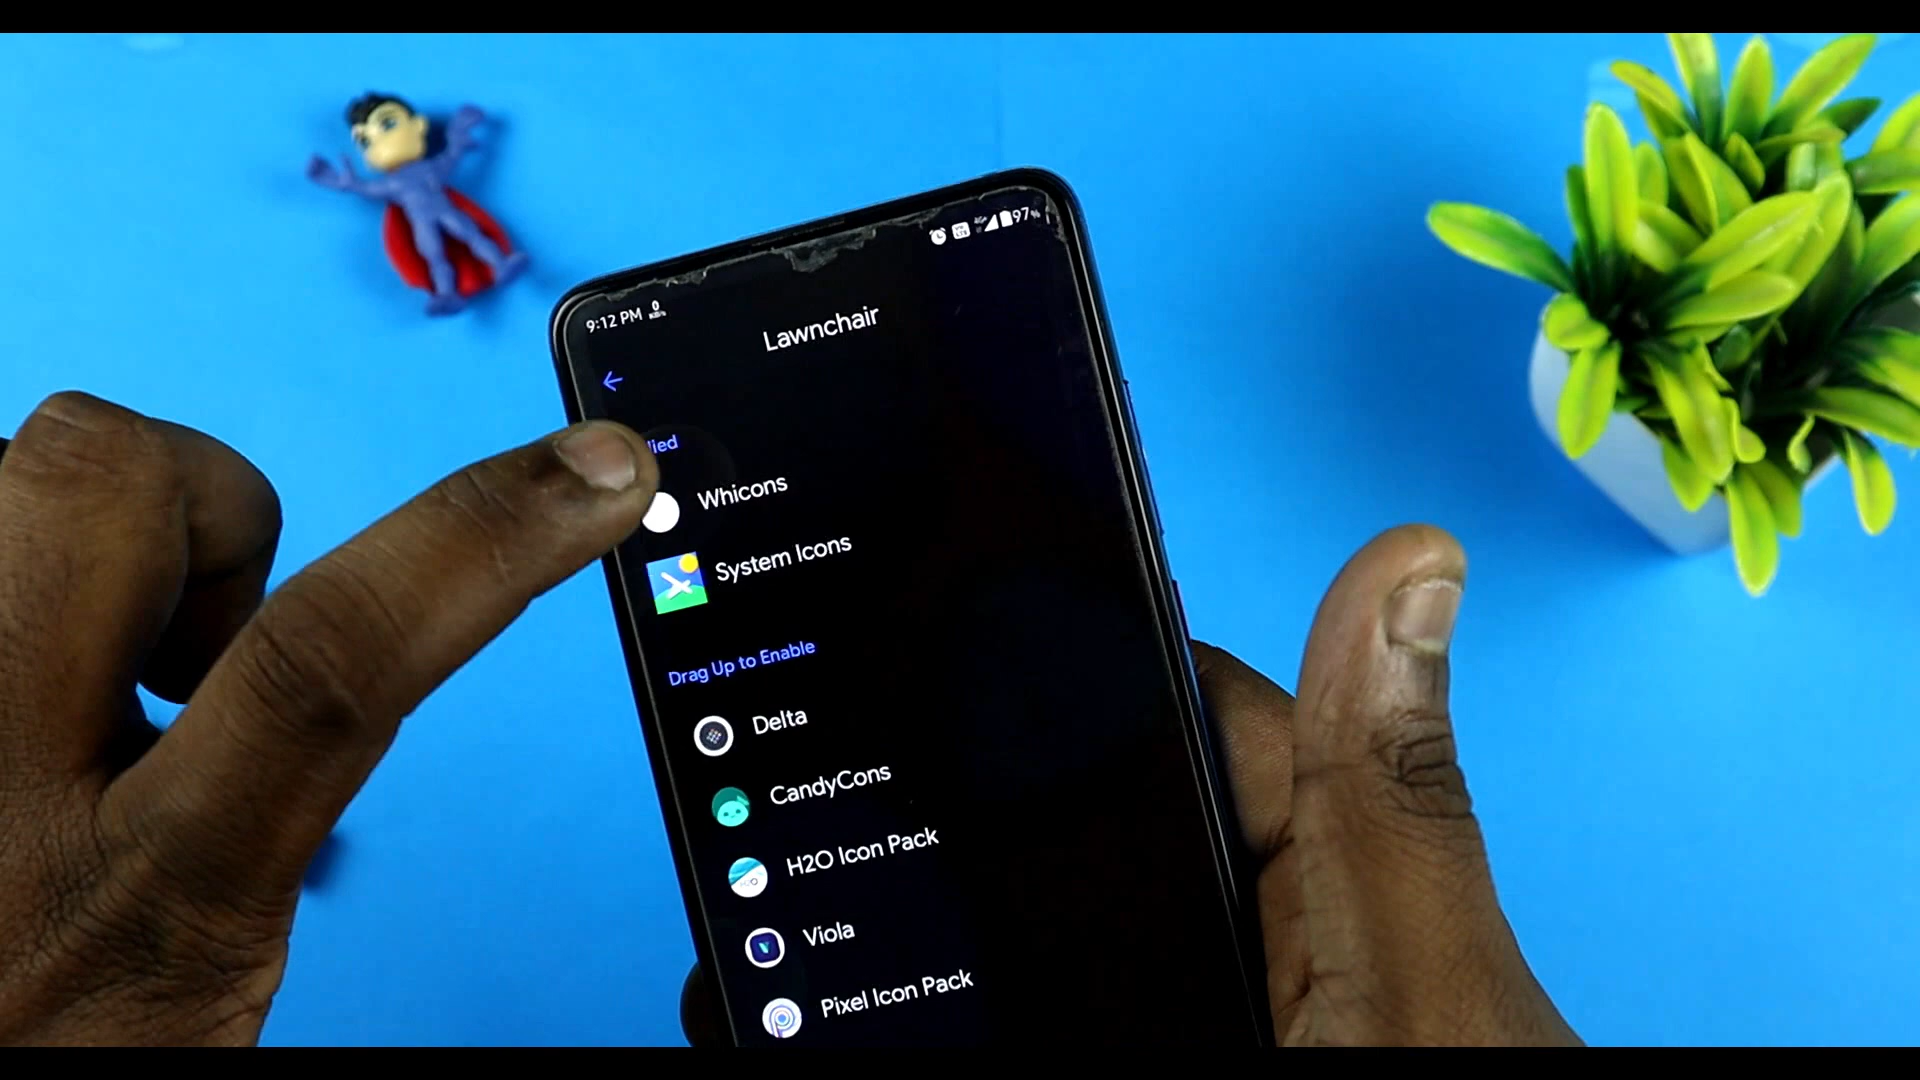 9:12 PM
97%
Lawnchair
lied
Whicons
System Icons
Drag Up to Enable
Delta
CandyCons
H2O Icon Pack
Viola
Pixel Icon Pack